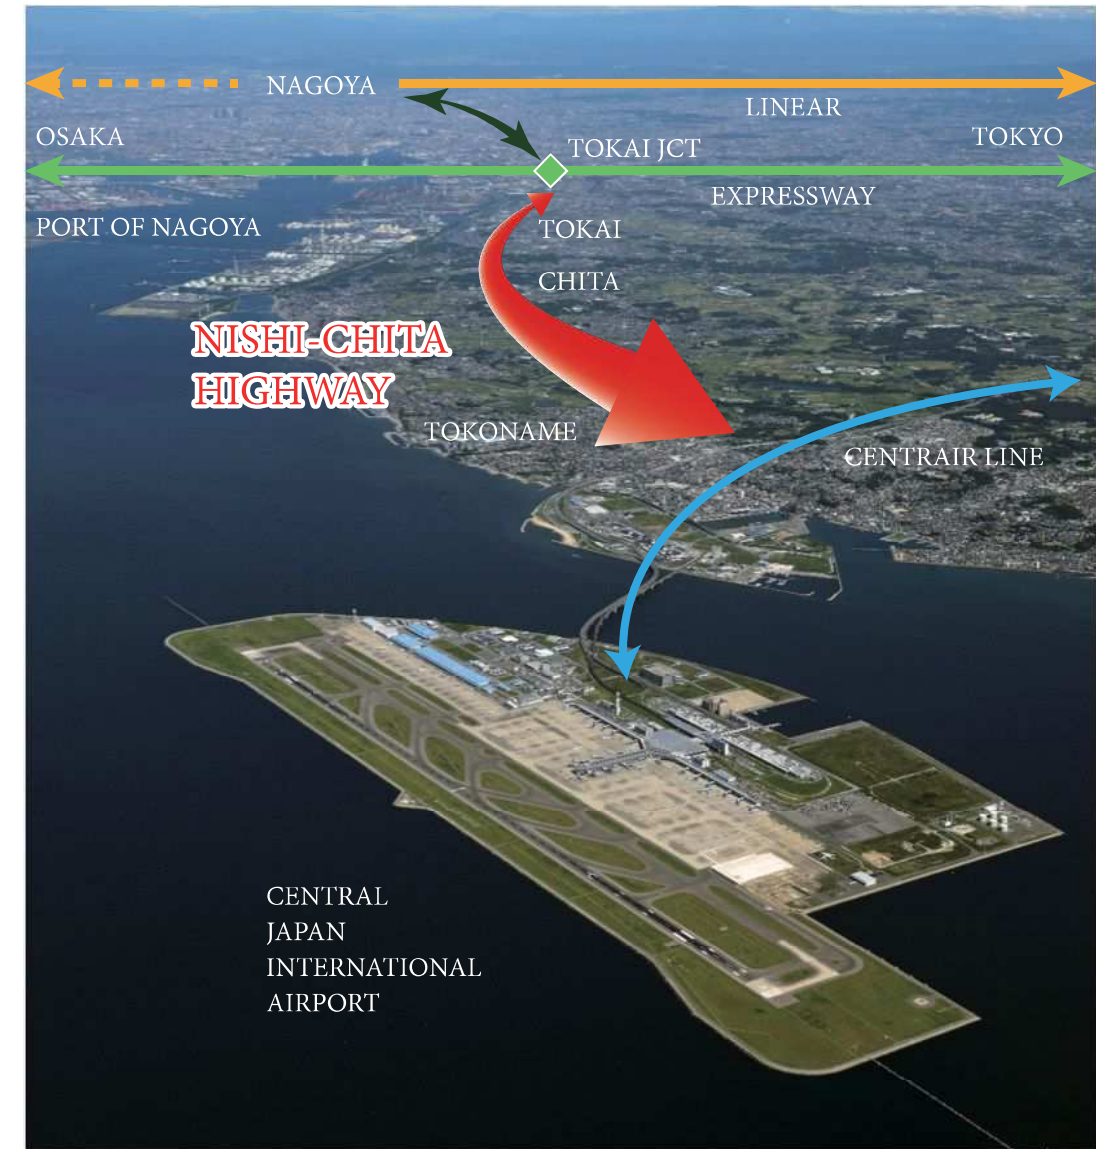 NAGOYA
LINEAR
OSAKA
TOKYO
TOKAI JCT
EXPRESSWAY
PORT OF NAGOYA
TOKAI
CHITA
NISHI-CHITA
HIGHWAY
TOKONAME
CENTRAIR LINE
CENTRAL
JAPAN
INTERNATIONAL
AIRPORT